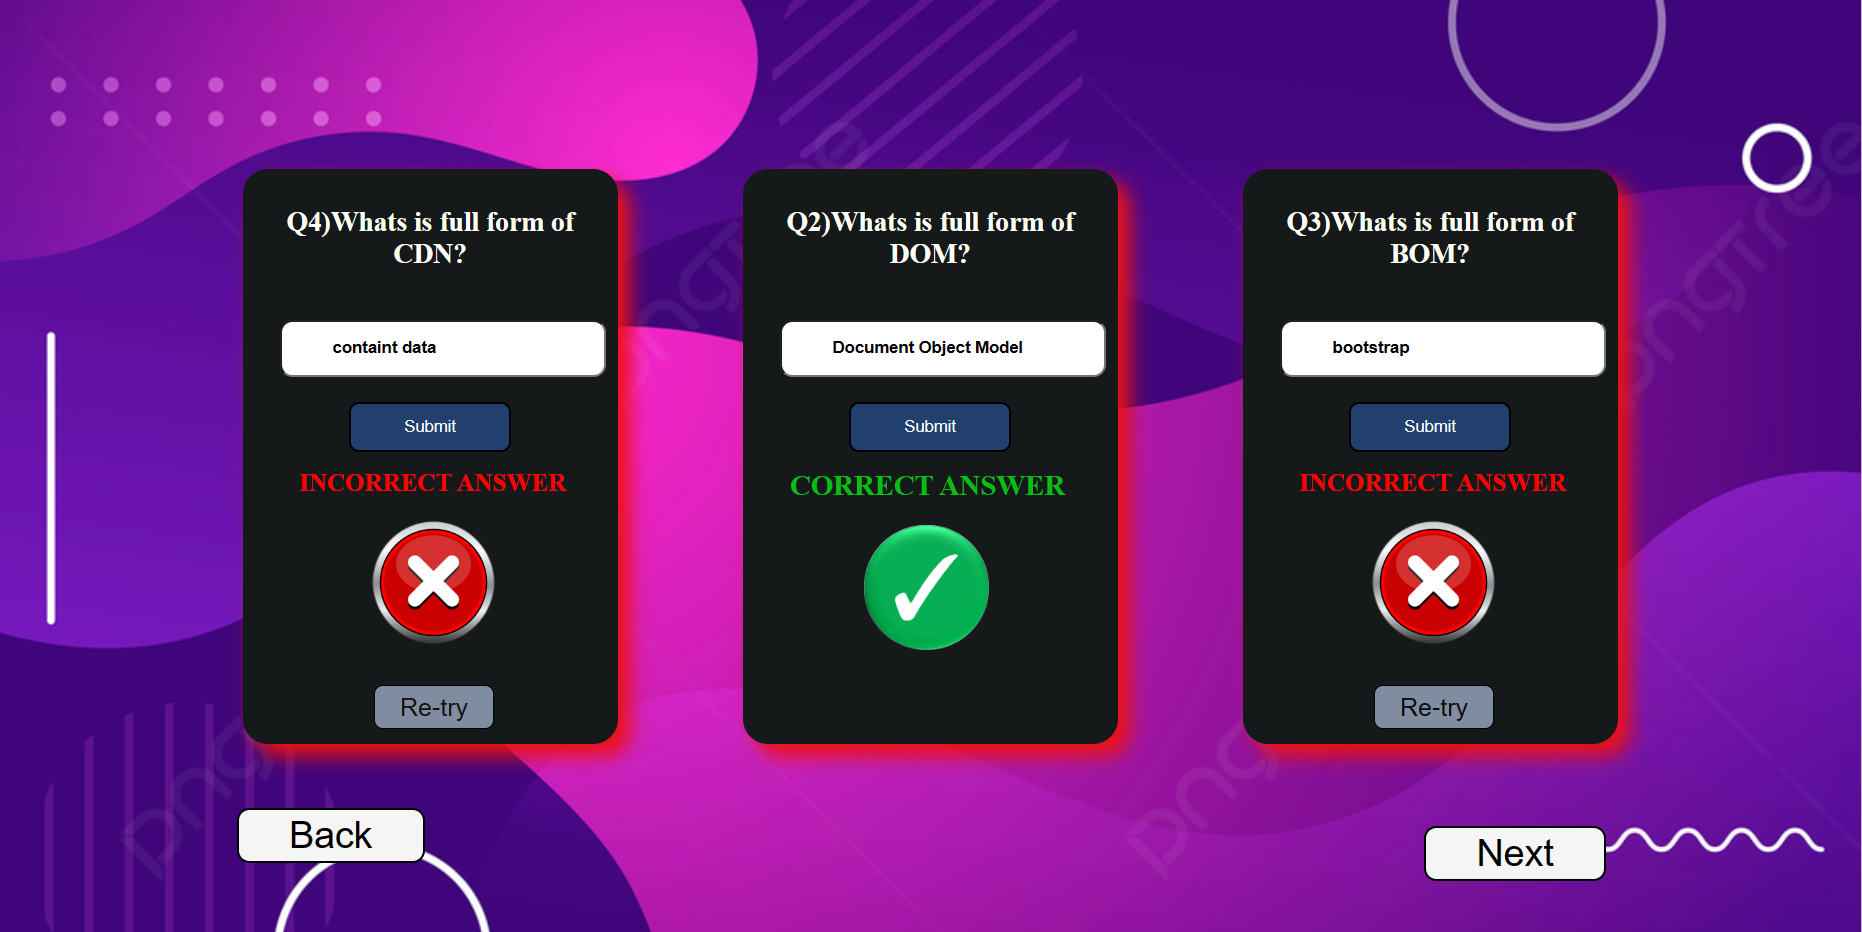 Q4)Whats is full form of
CDN?
containt data
Submit
INCORRECT ANSWER
Re-try
Q2)Whats is full form of
DOM?
Document Object Model
Submit
CORRECT ANSWER
Q3)Whats is full form of
BOM?
bootstrap
Submit
INCORRECT ANSWER
Re-try
Back
Next
pngtree
pngtree